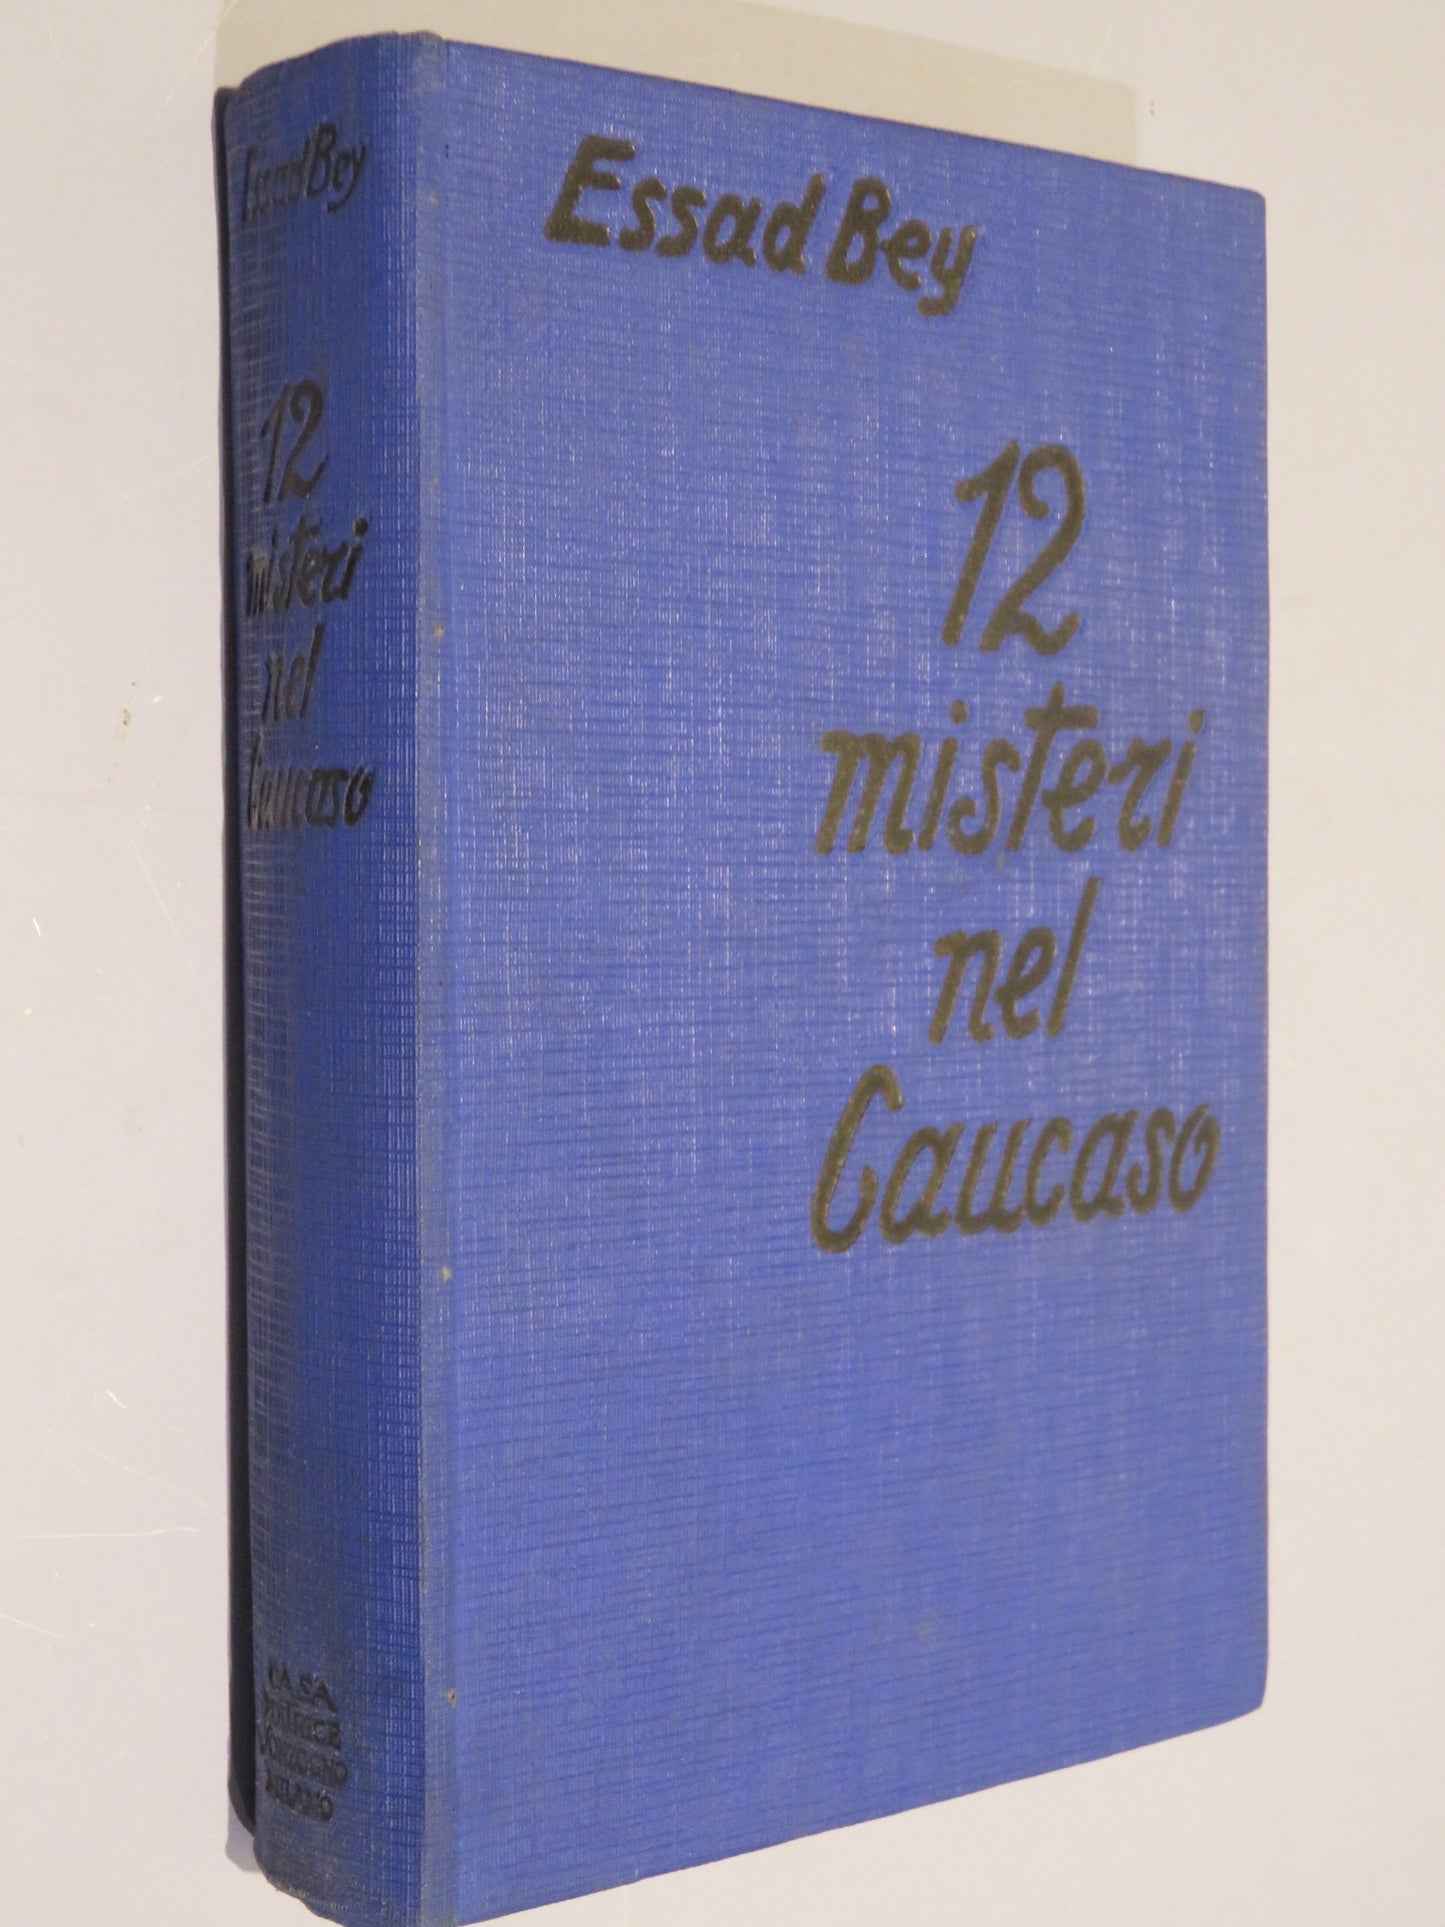 Essad Bey
12
misteri
nel
Caucaso
Essad Bey
12
misteri
nel
Caucaso
CASA
EDITRICE
SONZOGNO
MILANO